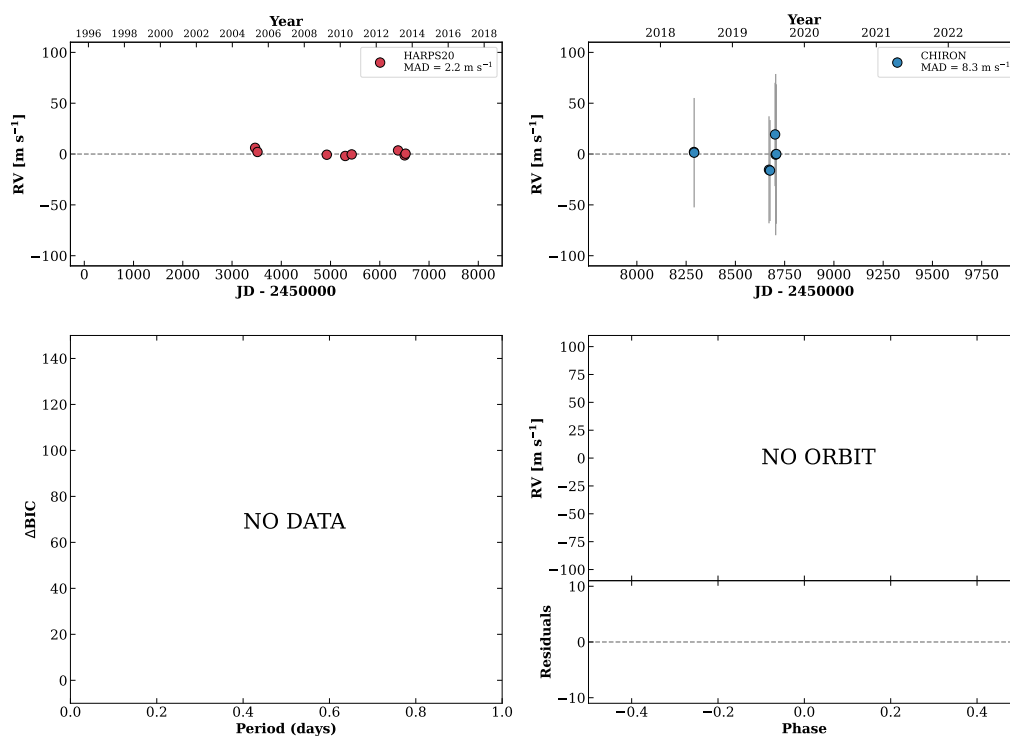 Year
1996 1998 2000 2002 2004 2006 2008 2010 2012 2014 2016 2018
100
50
0
−50
−100
RV [m s⁻¹]
HARPS20
MAD = 2.2 m s⁻¹
0 1000 2000 3000 4000 5000 6000 7000 8000
JD - 2450000
Year
2018 2019 2020 2021 2022
100
50
0
−50
−100
RV [m s⁻¹]
CHIRON
MAD = 8.3 m s⁻¹
8000 8250 8500 8750 9000 9250 9500 9750
JD - 2450000
140
120
100
80
60
40
20
0
ΔBIC
NO DATA
0.0 0.2 0.4 0.6 0.8 1.0
Period (days)
100
75
50
25
0
−25
−50
−75
−100
RV [m s⁻¹]
NO ORBIT
10
0
−10
Residuals
−0.4 −0.2 0.0 0.2 0.4
Phase